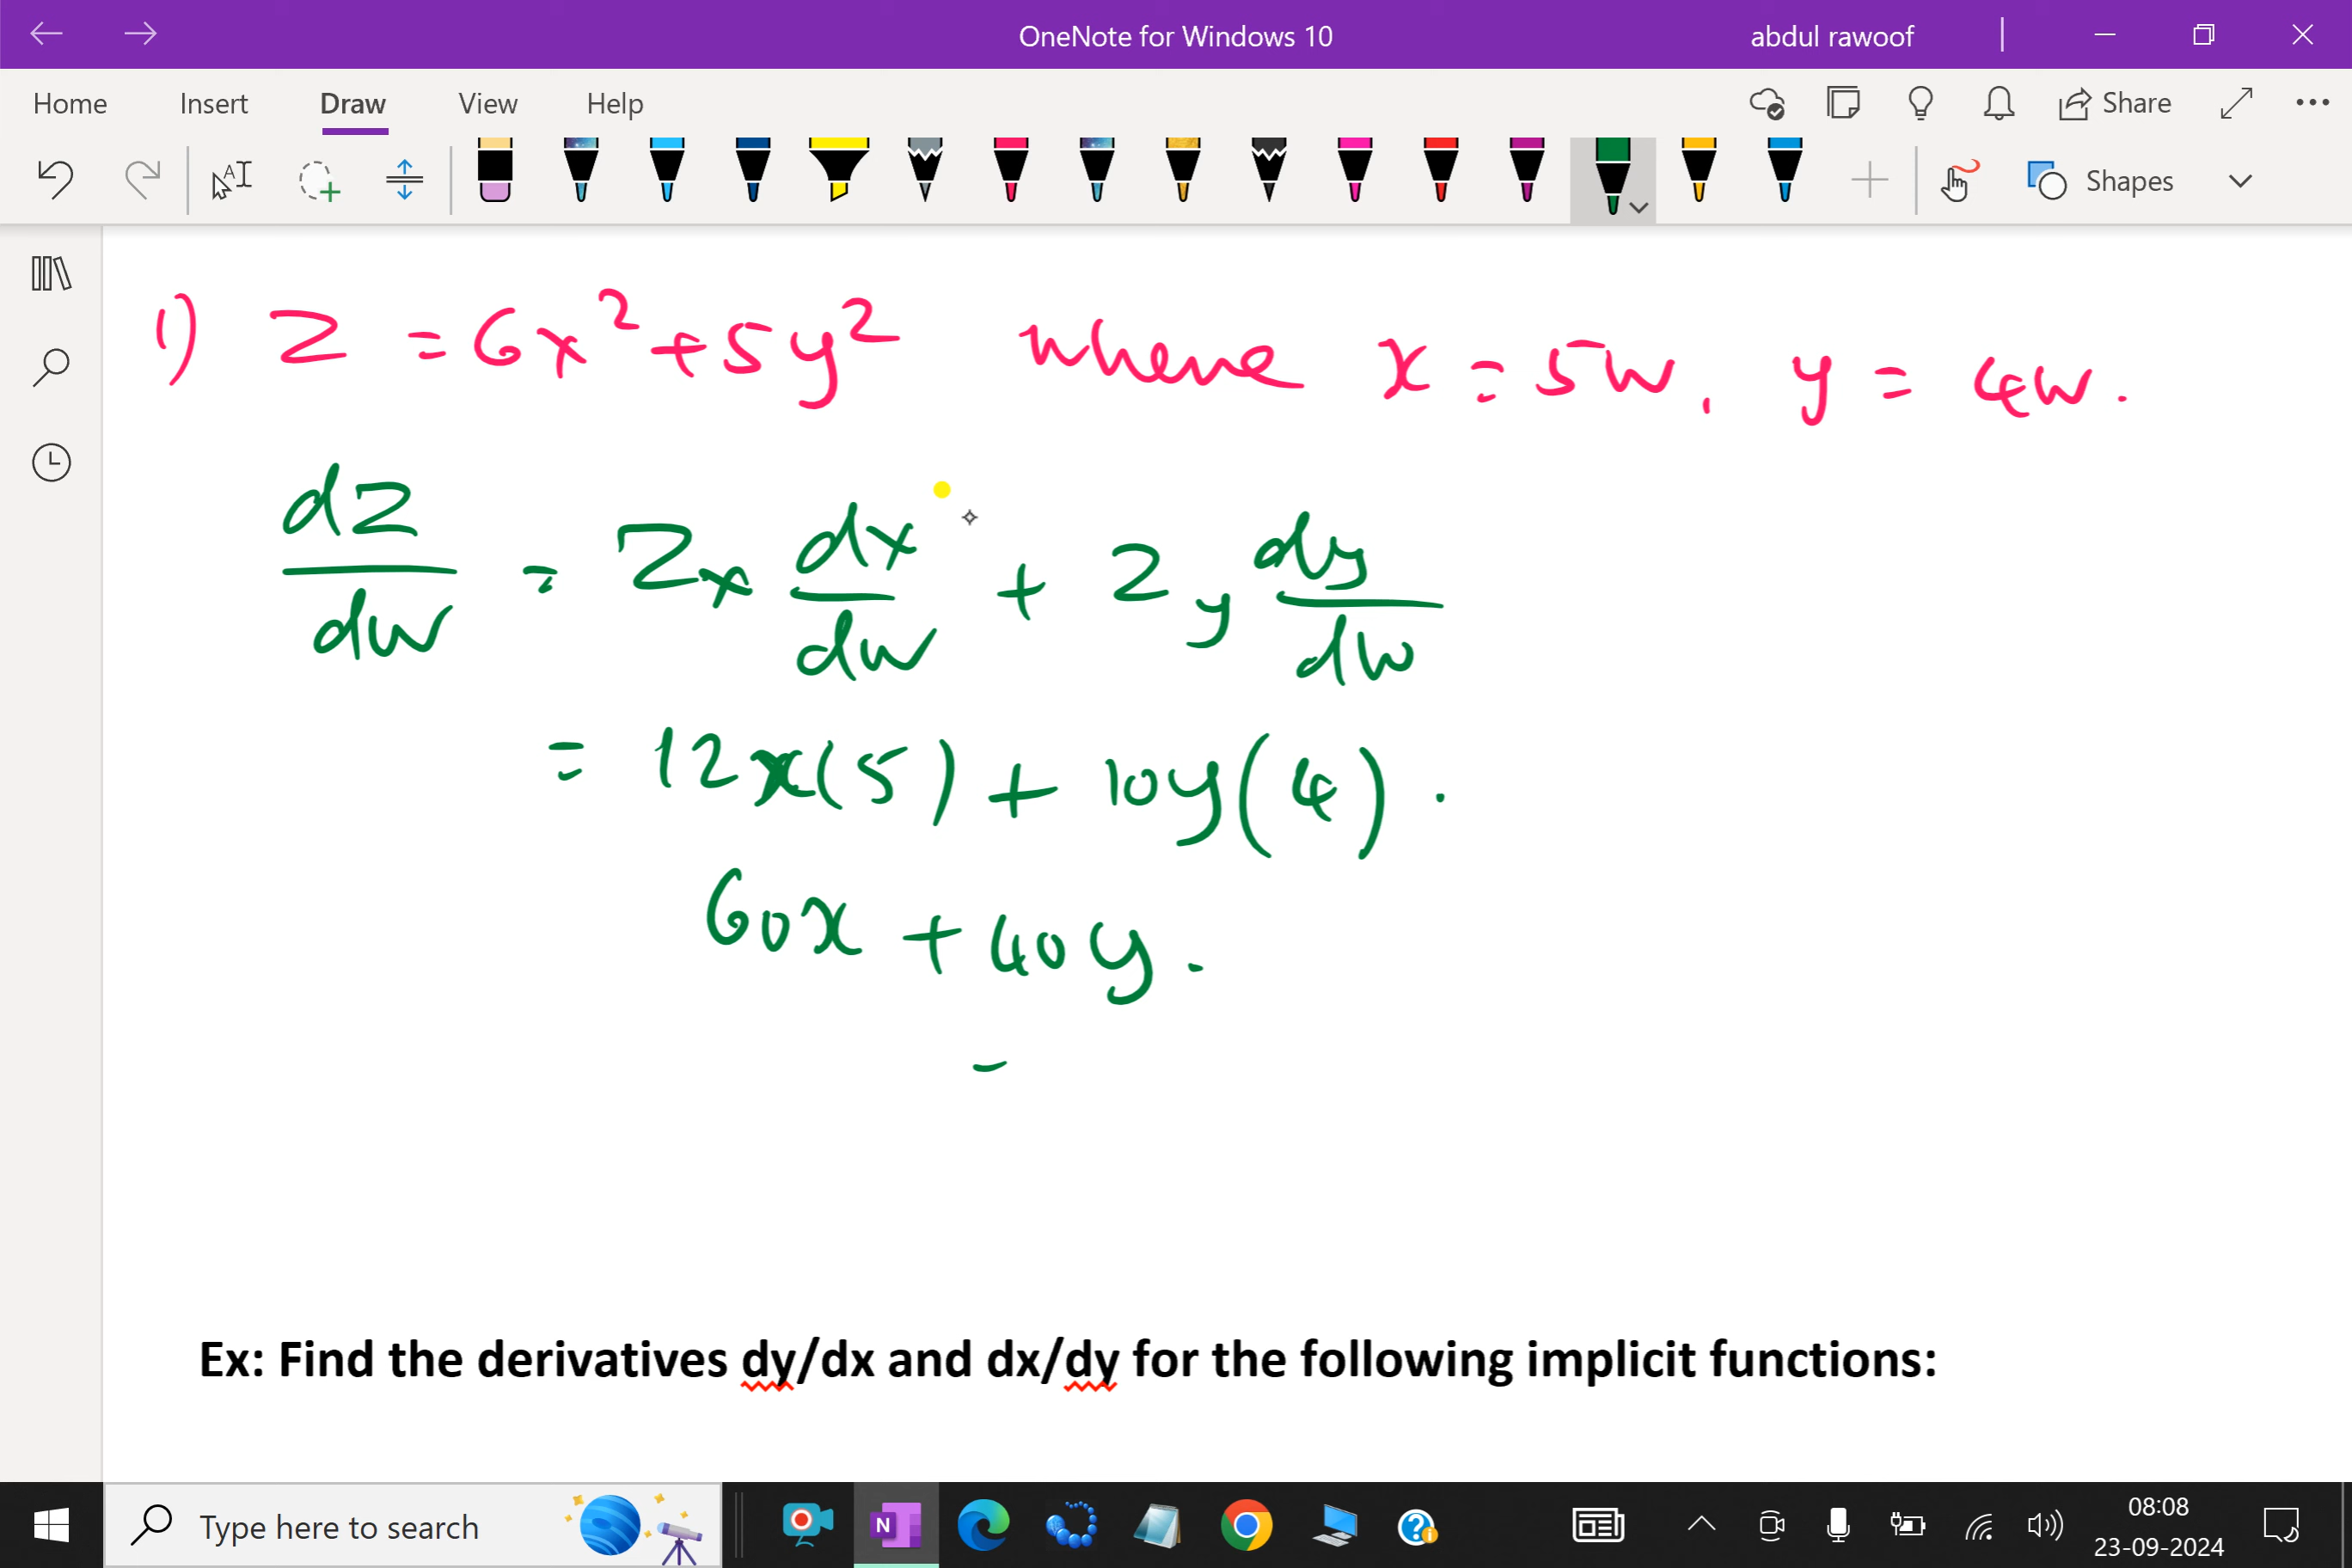 OneNote for Windows 10 abdul rawoof
Home Insert Draw View Help Share
Shapes
1) Z = 6x² + 5y² where x = 5w, y = 4w.
dz/dw = Zx dx/dw + Zy dy/dw
= 12x(5) + 10y(4).
60x + 40y.
Ex: Find the derivatives dy/dx and dx/dy for the following implicit functions:
Type here to search
08:08
23-09-2024